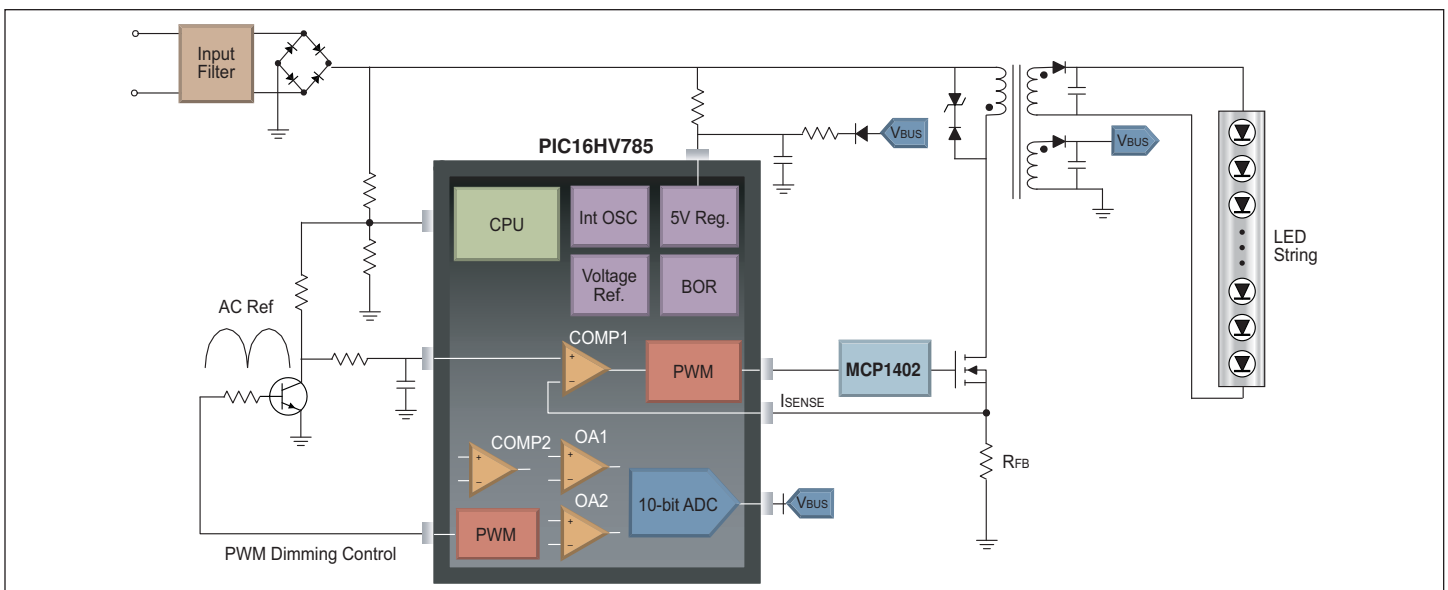 Input
Filter
PIC16HV785
VBUS
VBUS
CPU
Int OSC
5V Reg.
Voltage
Ref.
BOR
LED
String
AC Ref
COMP1
+
−
PWM
MCP1402
ISENSE
COMP2
+
−
OA1
+
−
RFB
OA2
+
−
10-bit ADC
VBUS
PWM
PWM Dimming Control